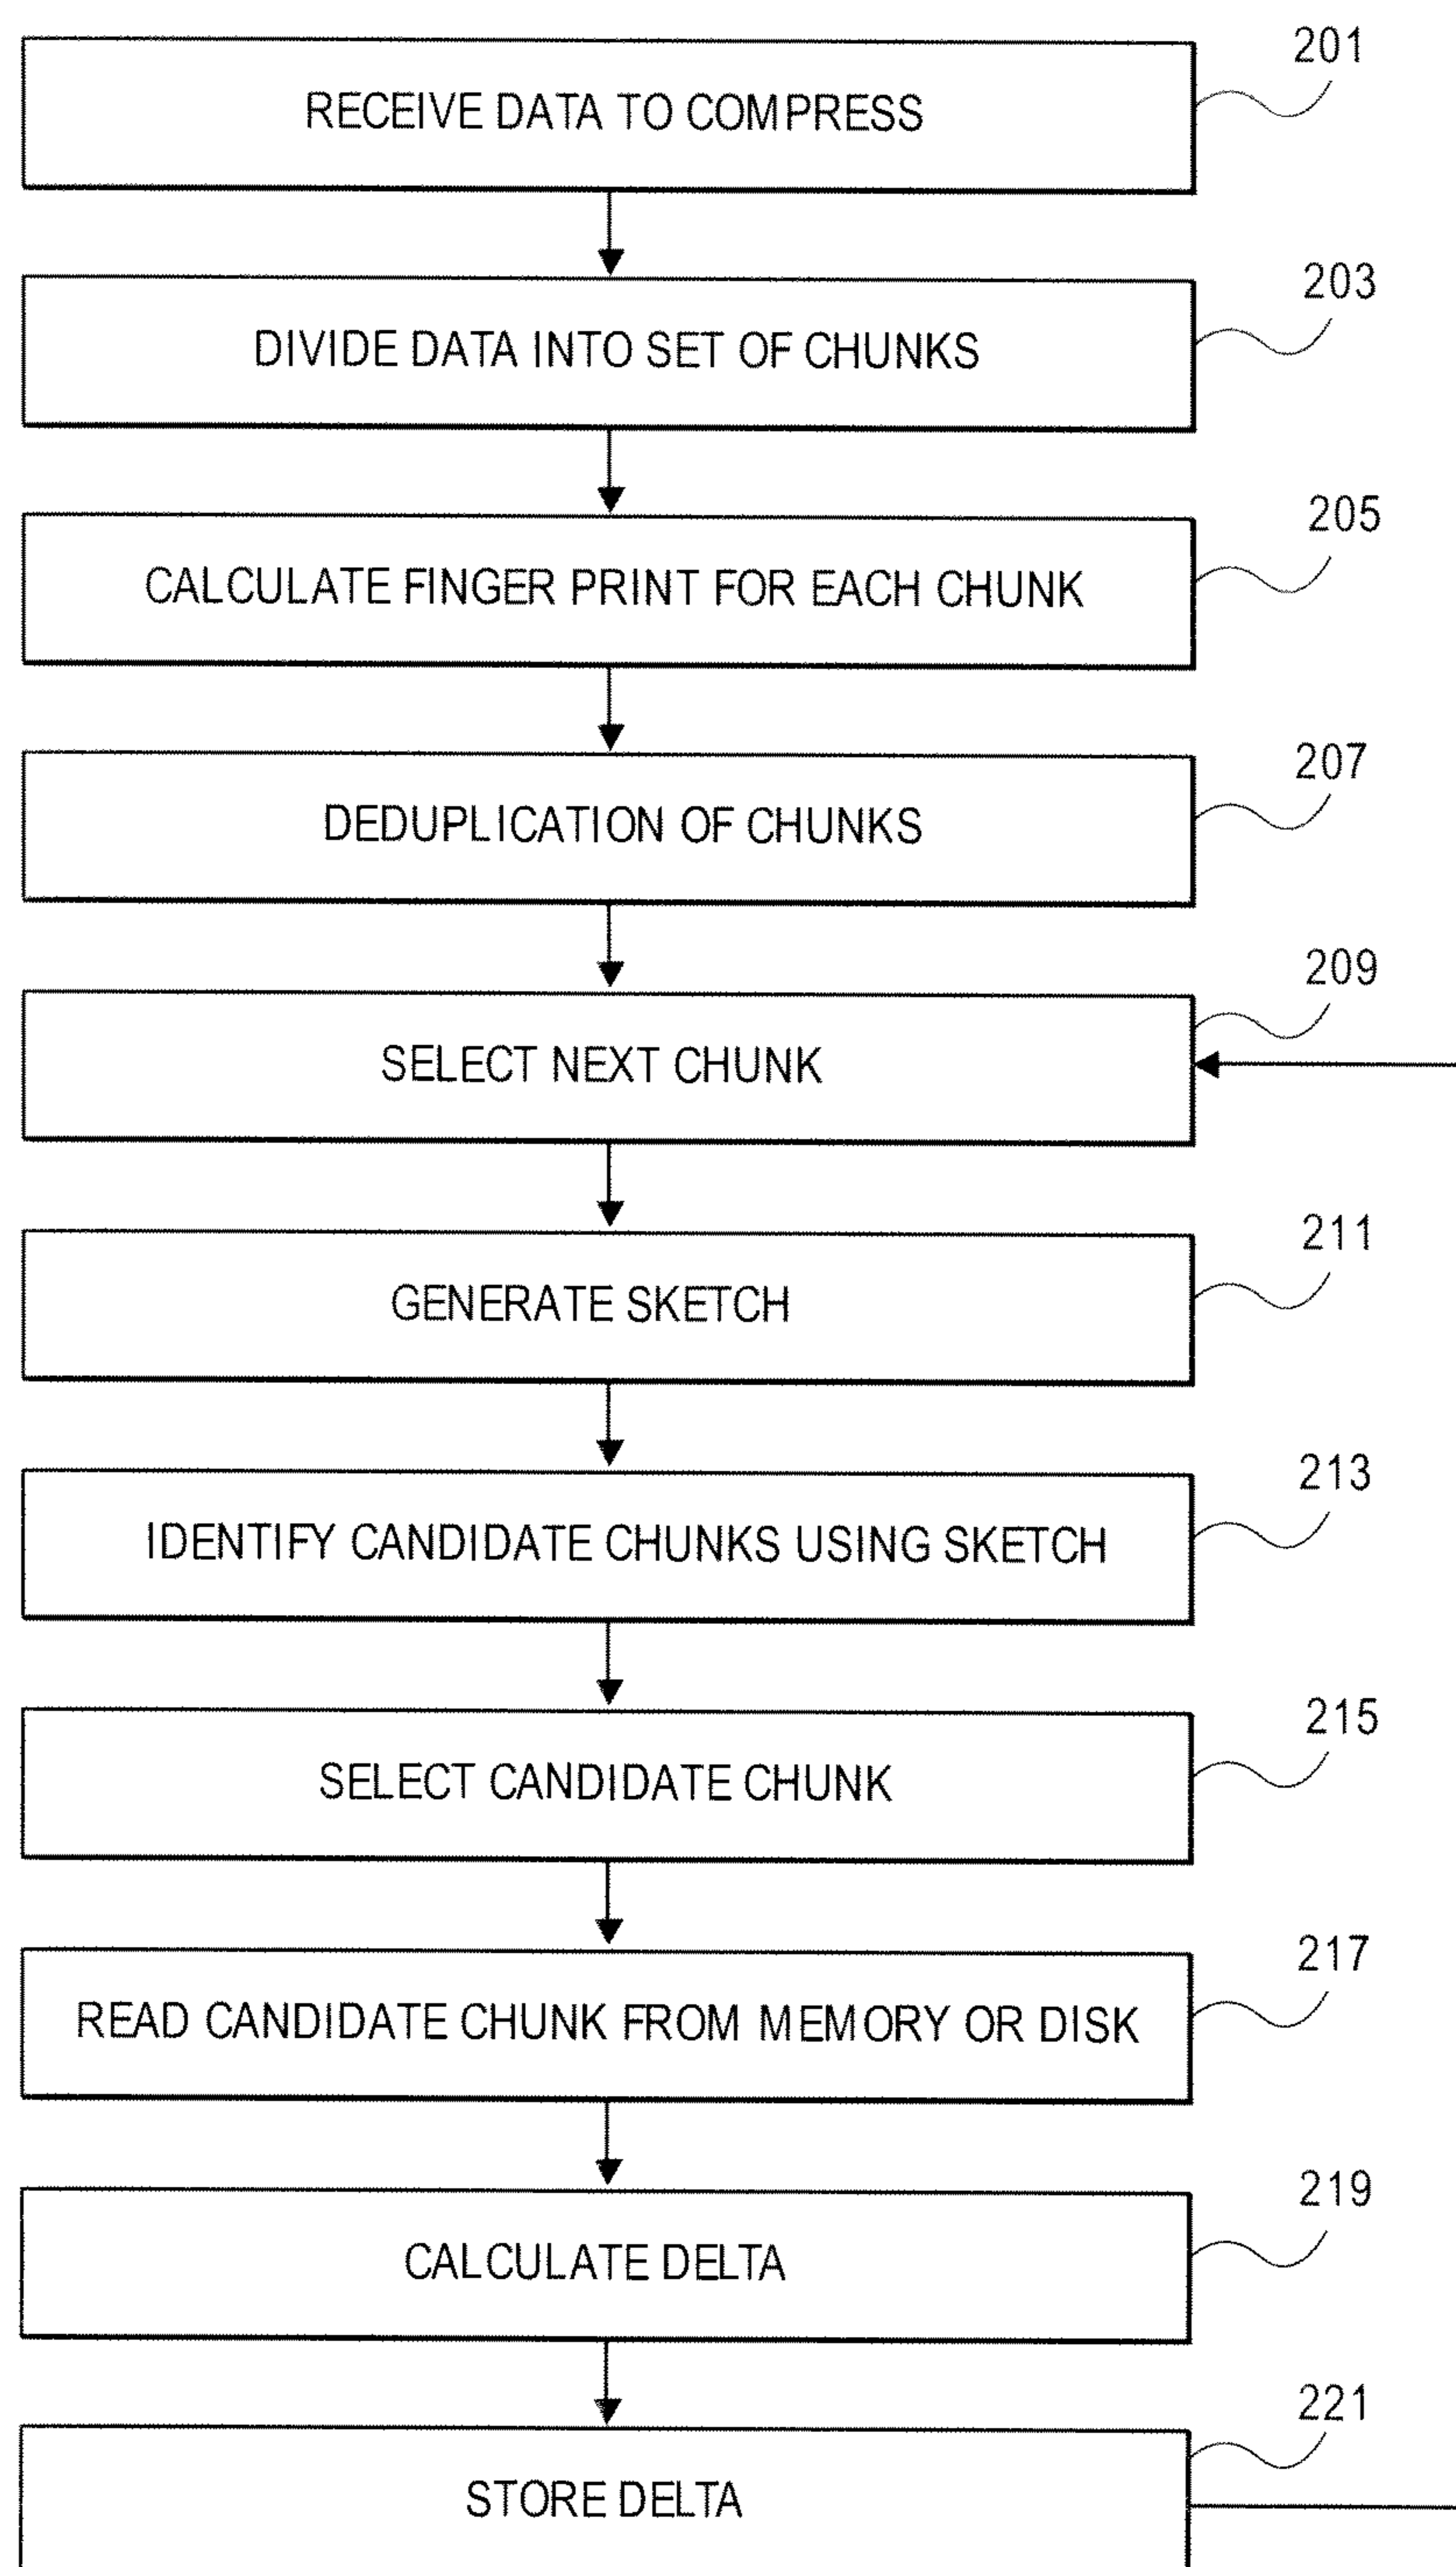 201
RECEIVE DATA TO COMPRESS
203
DIVIDE DATA INTO SET OF CHUNKS
205
CALCULATE FINGER PRINT FOR EACH CHUNK
207
DEDUPLICATION OF CHUNKS
209
SELECT NEXT CHUNK
211
GENERATE SKETCH
213
IDENTIFY CANDIDATE CHUNKS USING SKETCH
215
SELECT CANDIDATE CHUNK
217
READ CANDIDATE CHUNK FROM MEMORY OR DISK
219
CALCULATE DELTA
221
STORE DELTA